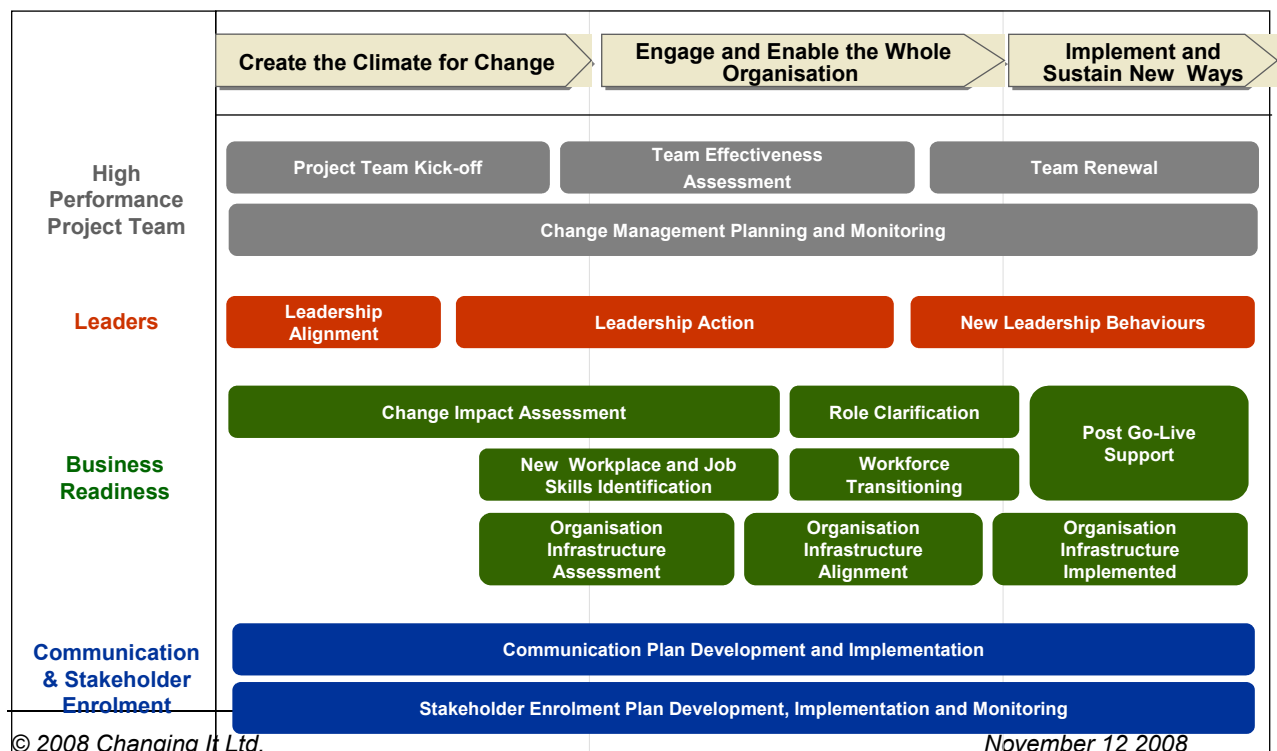 Create the Climate for Change
Engage and Enable the Whole
Organisation
Implement and
Sustain New  Ways
High
Performance
Project Team
Project Team Kick-off
Team Effectiveness
Assessment
Team Renewal
Change Management Planning and Monitoring
Leaders
Leadership
Alignment
Leadership Action
New Leadership Behaviours
Business
Readiness
Change Impact Assessment
Role Clarification
Post Go-Live
Support
New  Workplace and Job
Skills Identification
Workforce
Transitioning
Organisation
Infrastructure
Assessment
Organisation
Infrastructure
Alignment
Organisation
Infrastructure
Implemented
Communication
& Stakeholder
Enrolment
Communication Plan Development and Implementation
Stakeholder Enrolment Plan Development, Implementation and Monitoring
© 2008 Changing It Ltd.
November 12 2008